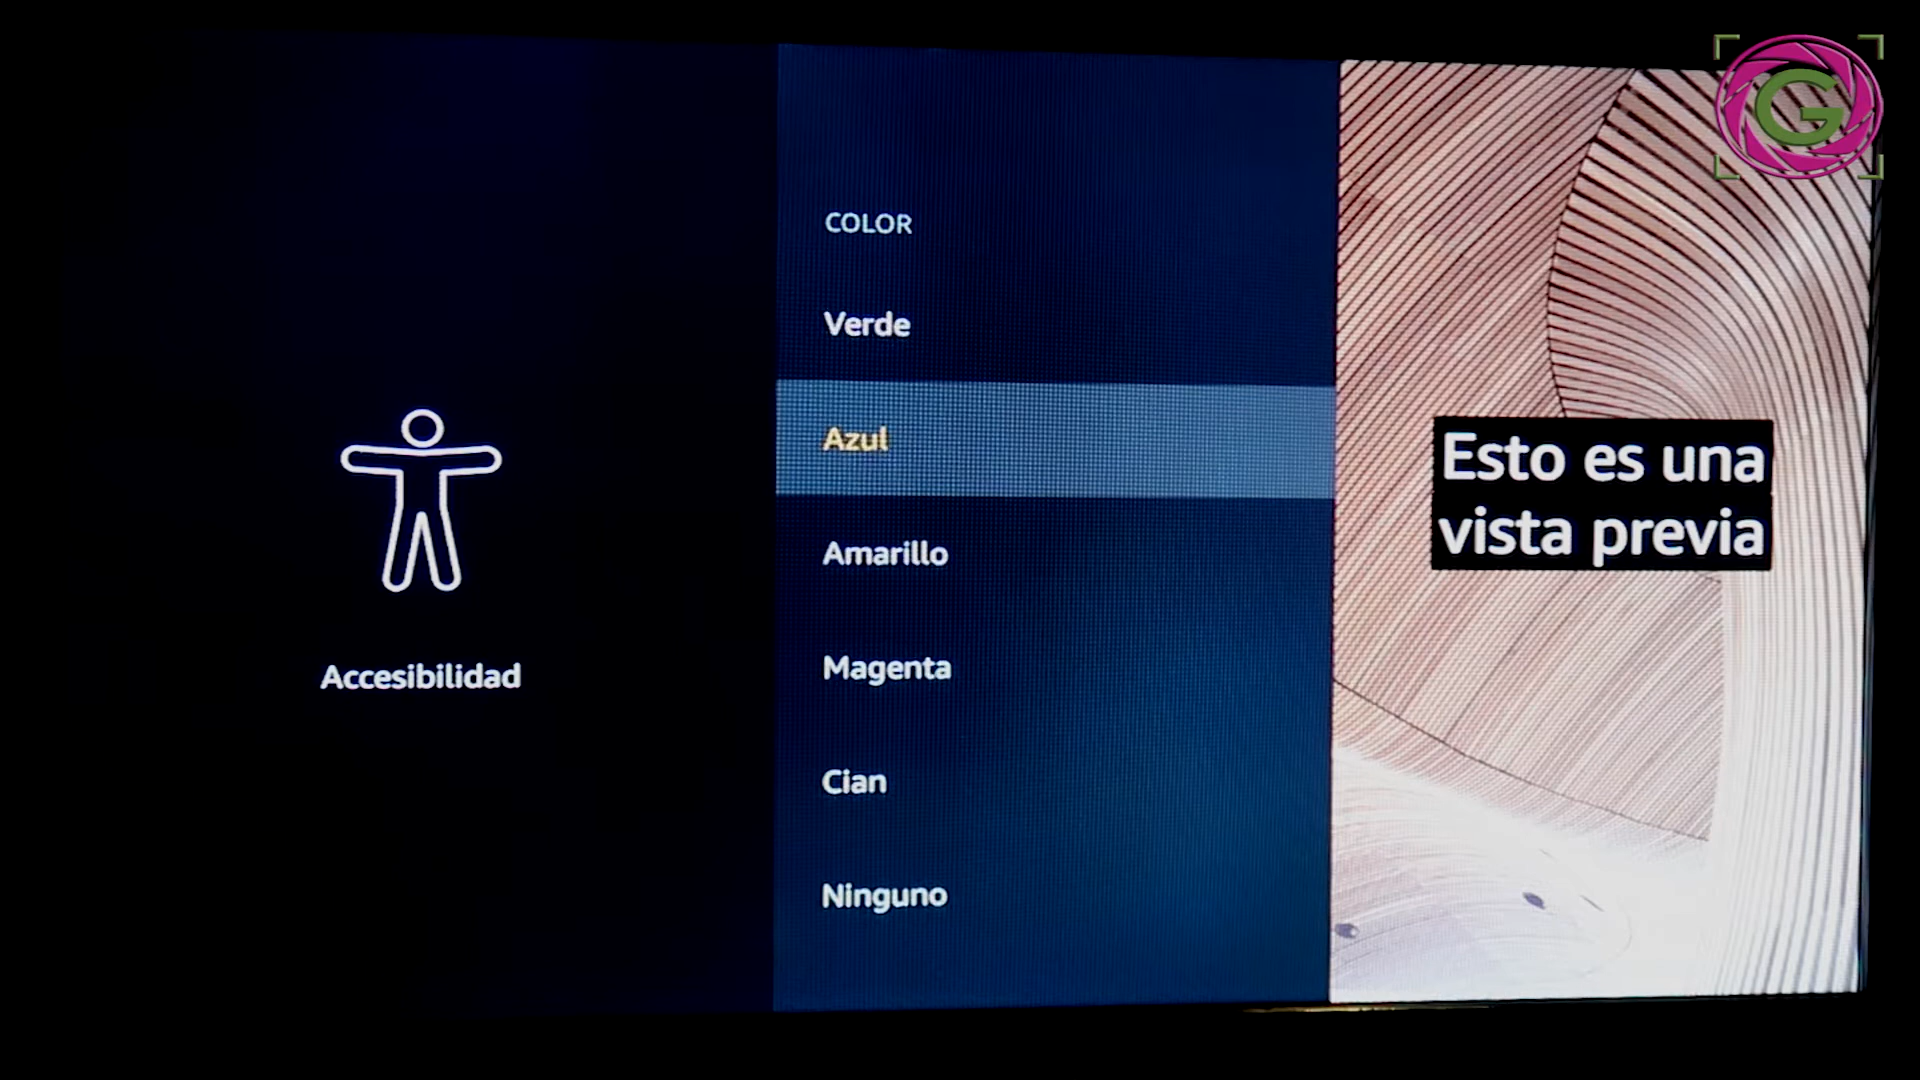 COLOR
Verde
Azul
Amarillo
Magenta
Cian
Ninguno
Accesibilidad
Esto es una
vista previa
G